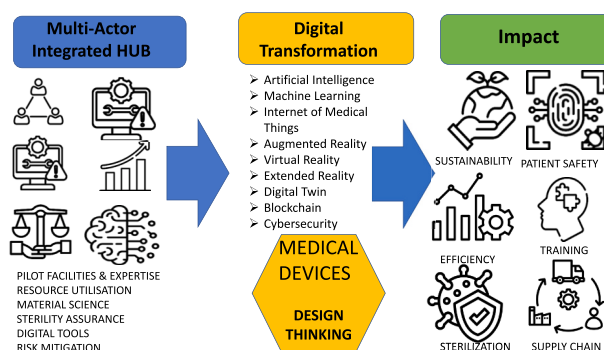 Multi-Actor
Integrated HUB
PILOT FACILITIES & EXPERTISE
RESOURCE UTILISATION
MATERIAL SCIENCE
STERILITY ASSURANCE
DIGITAL TOOLS
RISK MITIGATION
Digital
Transformation
Artificial Intelligence
Machine Learning
Internet of Medical
Things
Augmented Reality
Virtual Reality
Extended Reality
Digital Twin
Blockchain
Cybersecurity
MEDICAL
DEVICES
DESIGN
THINKING
Impact
SUSTAINABILITY
PATIENT SAFETY
EFFICIENCY
TRAINING
STERILIZATION
SUPPLY CHAIN